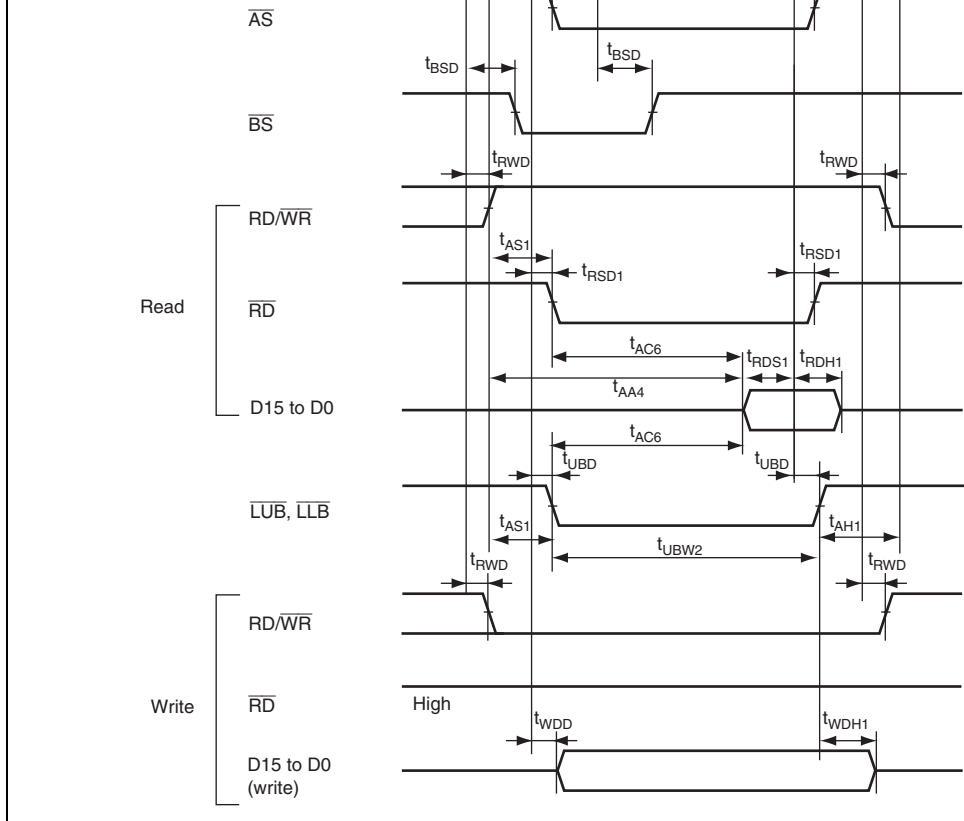 AS
tBSD
tBSD
BS
tRWD
tRWD
RD/WR
tAS1
tRSD1
tRSD1
Read
RD
tAC6
tRDS1
tRDH1
tAA4
D15 to D0
tAC6
tUBD
tUBD
LUB, LLB
tAS1
tAH1
tUBW2
tRWD
tRWD
RD/WR
Write
RD
High
tWDD
tWDH1
D15 to D0
(write)